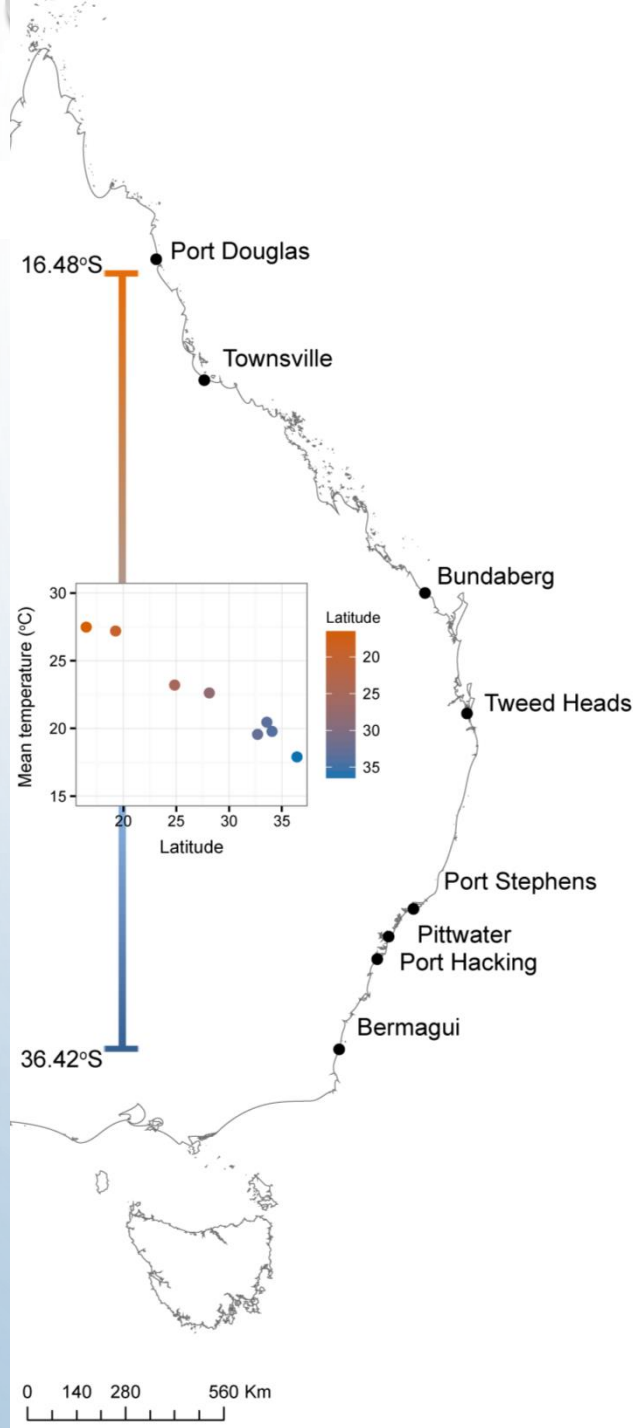 16.48°S
Port Douglas
Townsville
Bundaberg
Tweed Heads
Port Stephens
Pittwater
Port Hacking
Bermagui
36.42°S
Mean temperature (°C)
30
25
20
15
20 25 30 35
Latitude
Latitude
20
25
30
35
0 140 280 560 Km